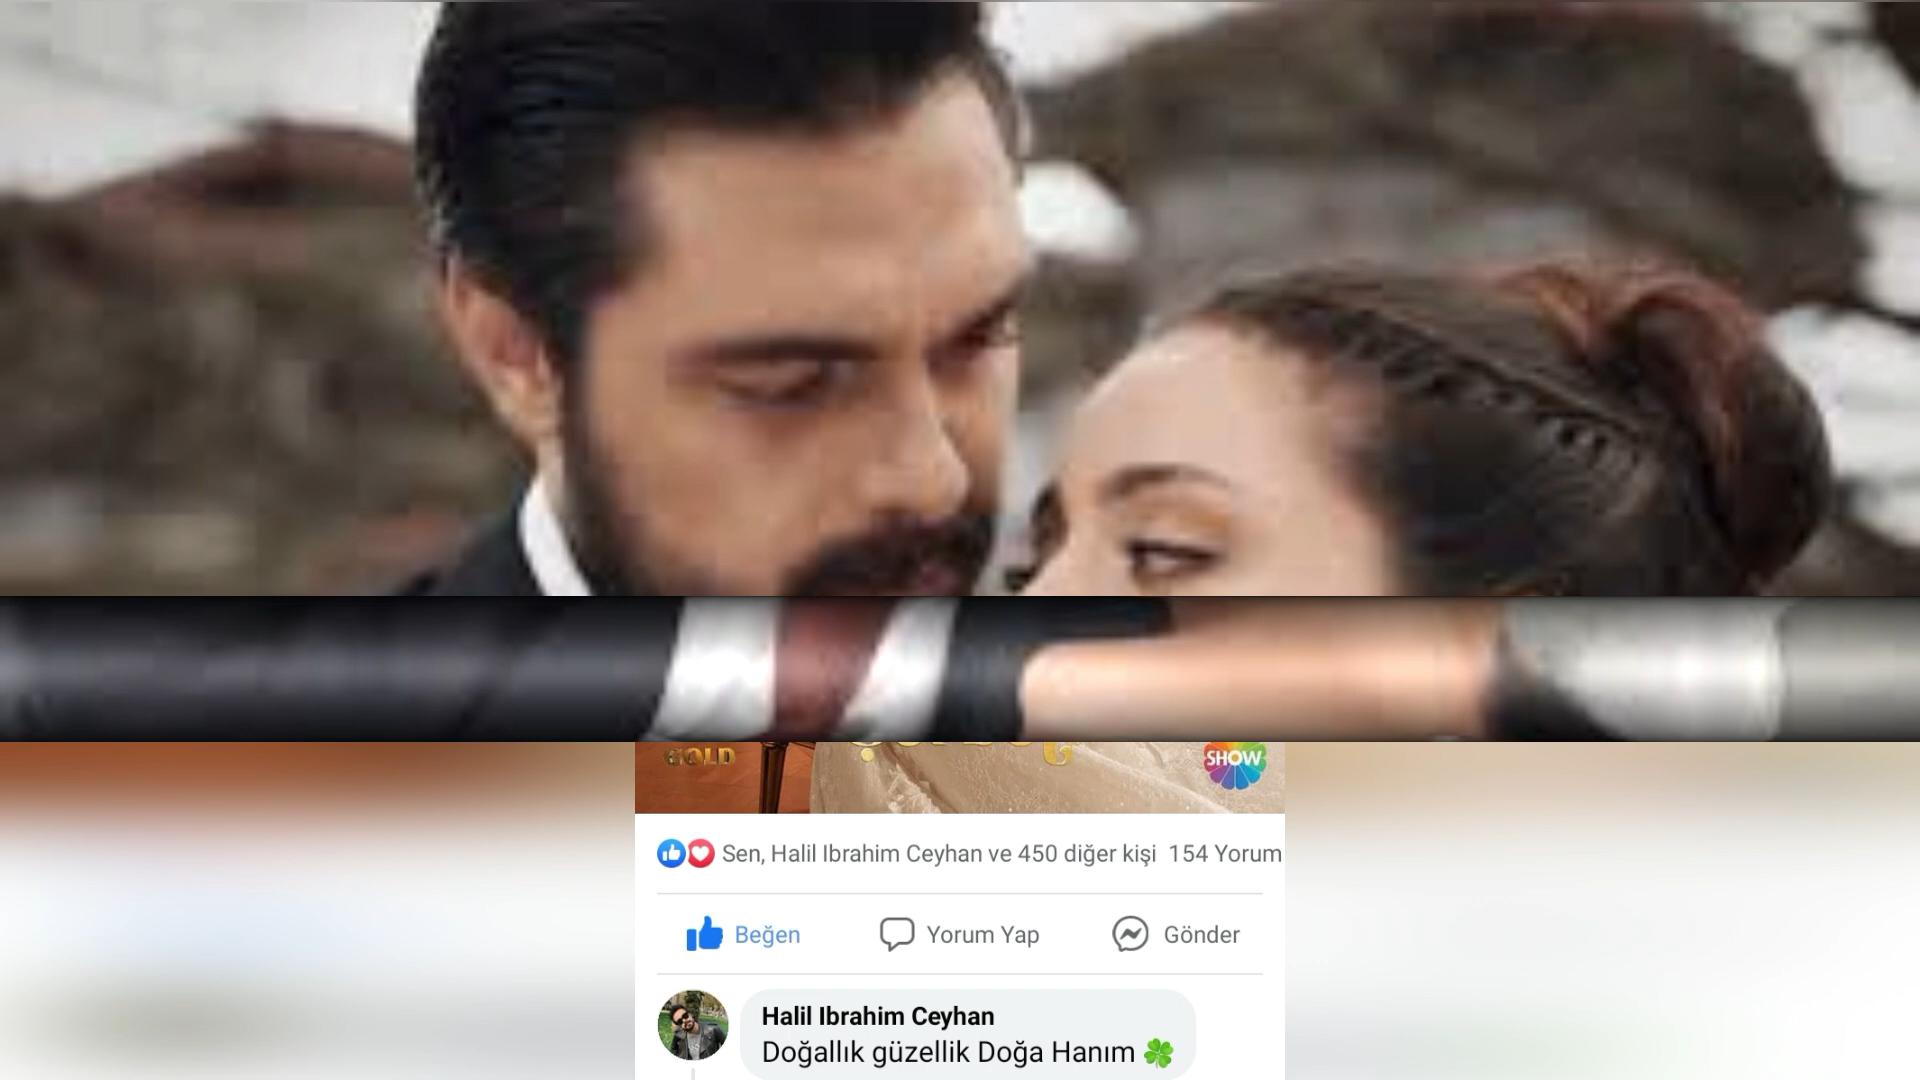 GOLD
SHOW
Sen, Halil Ibrahim Ceyhan ve 450 diğer kişi 154 Yorum
Beğen Yorum Yap Gönder
Halil Ibrahim Ceyhan
Doğallık güzellik Doğa Hanım